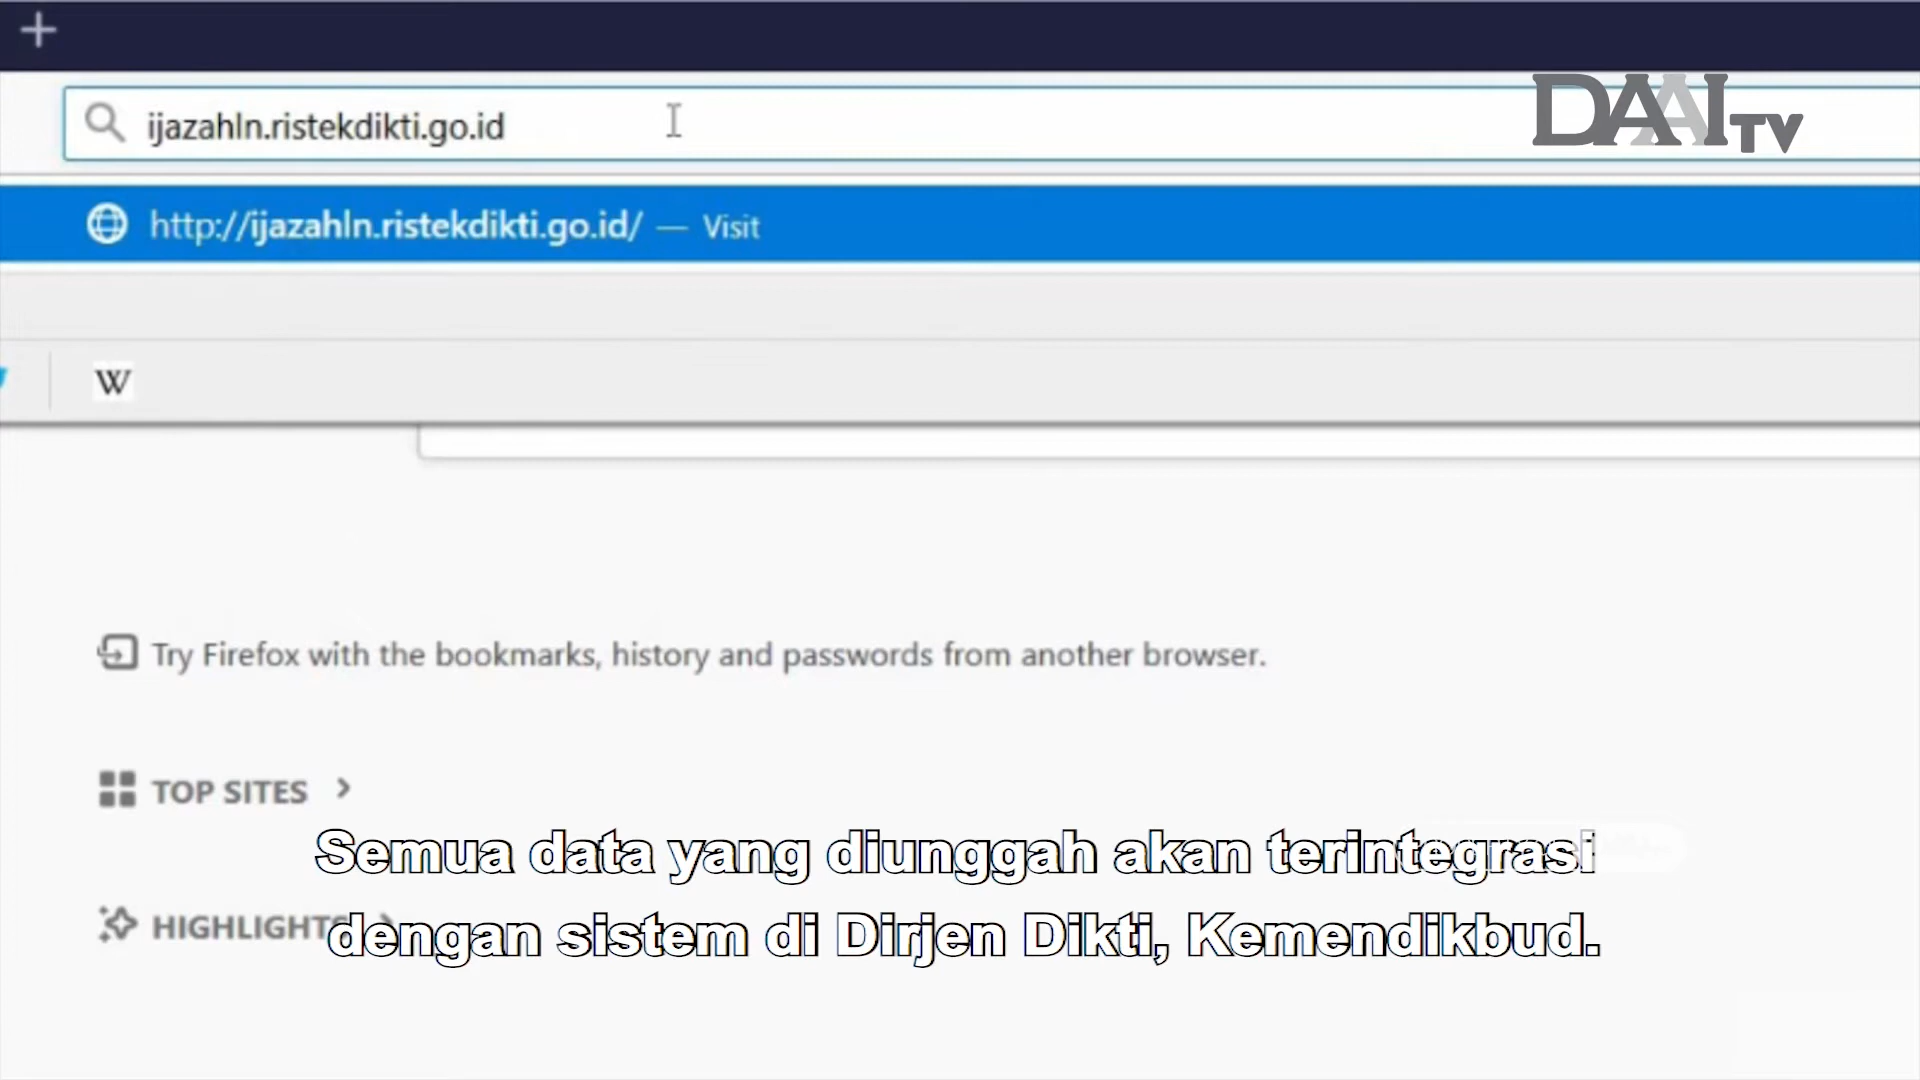 DAAI TV
ijazahln.ristekdikti.go.id
http://ijazahln.ristekdikti.go.id/ — Visit
W
Try Firefox with the bookmarks, history and passwords from another browser.
TOP SITES
Semua data yang diunggah akan terintegrasi
HIGHLIGHTS
dengan sistem di Dirjen Dikti, Kemendikbud.